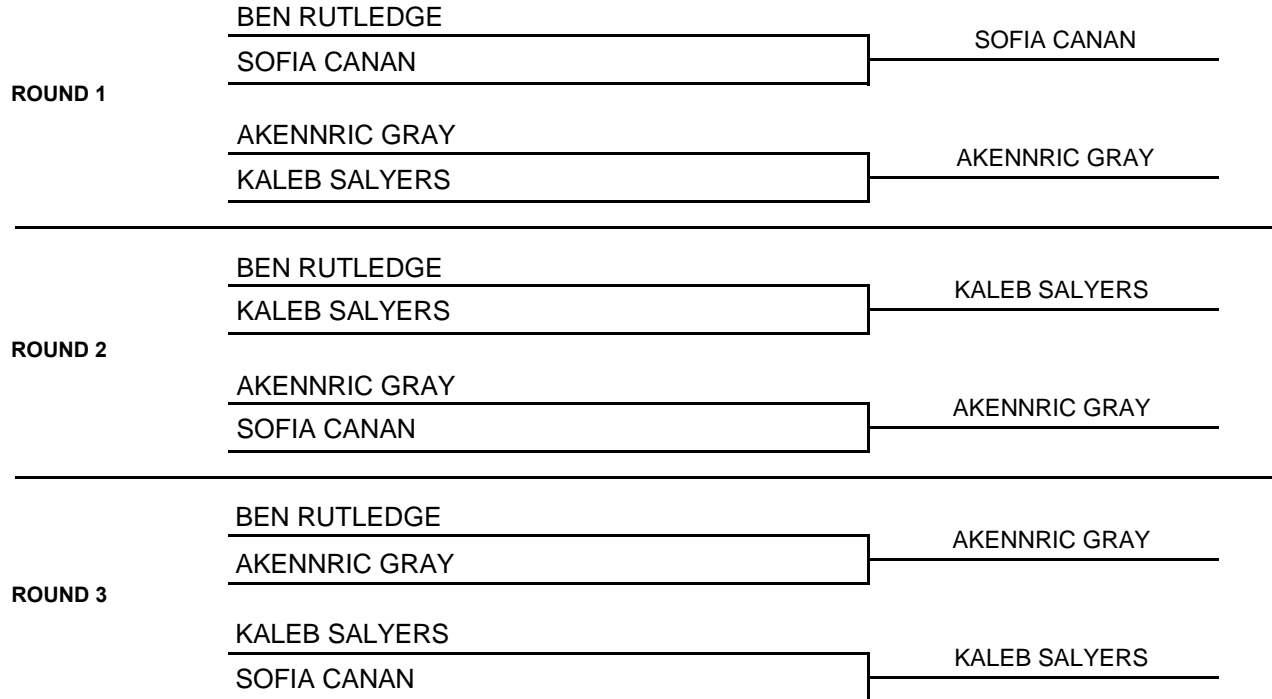 BEN RUTLEDGE
SOFIA CANAN
SOFIA CANAN
ROUND 1
AKENNRIC GRAY
AKENNRIC GRAY
KALEB SALYERS
BEN RUTLEDGE
KALEB SALYERS
KALEB SALYERS
ROUND 2
AKENNRIC GRAY
AKENNRIC GRAY
SOFIA CANAN
BEN RUTLEDGE
AKENNRIC GRAY
AKENNRIC GRAY
ROUND 3
KALEB SALYERS
KALEB SALYERS
SOFIA CANAN